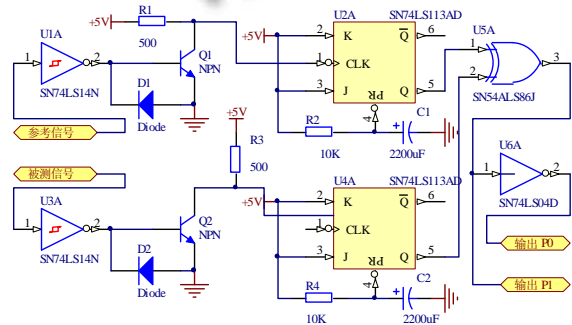 R1
+5V
500
U1A
1
2
SN74LS14N
Q1
NPN
D1
Diode
参考信号
+5V
U2A
SN74LS113AD
2
K
Q
6
1
CLK
3
J
Q
5
PR
4
R2
10K
+
C1
2200uF
U5A
1
2
3
SN54ALS86J
+5V
R3
500
被测信号
U3A
1
2
SN74LS14N
Q2
NPN
D2
Diode
+5V
U4A
SN74LS113AD
2
K
Q
6
1
CLK
3
J
Q
5
PR
4
R4
10K
+
C2
2200uF
U6A
1
2
SN74LS04D
输出 P0
输出 P1